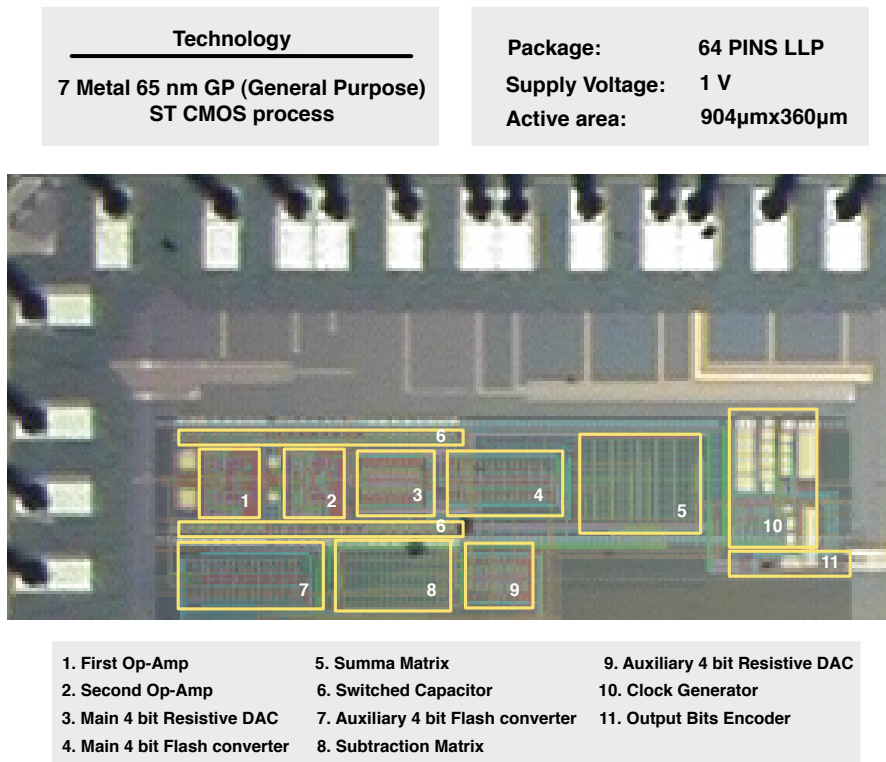 Technology
7 Metal 65 nm GP (General Purpose)
ST CMOS process
Package: 64 PINS LLP
Supply Voltage: 1 V
Active area: 904µmx360µm
6
1 2 3 4 5
6 10
11
7 8 9
1. First Op-Amp
2. Second Op-Amp
3. Main 4 bit Resistive DAC
4. Main 4 bit Flash converter
5. Summa Matrix
6. Switched Capacitor
7. Auxiliary 4 bit Flash converter
8. Subtraction Matrix
9. Auxiliary 4 bit Resistive DAC
10. Clock Generator
11. Output Bits Encoder